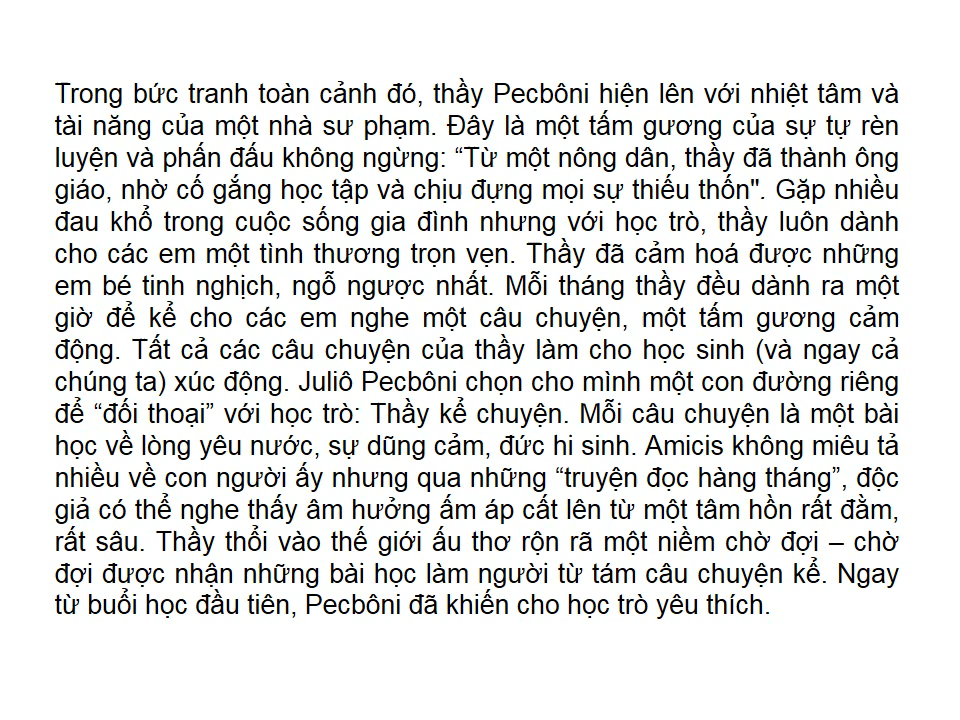 Trong bức tranh toàn cảnh đó, thầy Pecbôni hiện lên với nhiệt tâm và
tài năng của một nhà sư phạm. Đây là một tấm gương của sự tự rèn
luyện và phấn đấu không ngừng: “Từ một nông dân, thầy đã thành ông
giáo, nhờ cố gắng học tập và chịu đựng mọi sự thiếu thốn". Gặp nhiều
đau khổ trong cuộc sống gia đình nhưng với học trò, thầy luôn dành
cho các em một tình thương trọn vẹn. Thầy đã cảm hoá được những
em bé tinh nghịch, ngỗ ngược nhất. Mỗi tháng thầy đều dành ra một
giờ để kể cho các em nghe một câu chuyện, một tấm gương cảm
động. Tất cả các câu chuyện của thầy làm cho học sinh (và ngay cả
chúng ta) xúc động. Juliô Pecbôni chọn cho mình một con đường riêng
để “đối thoại” với học trò: Thầy kể chuyện. Mỗi câu chuyện là một bài
học về lòng yêu nước, sự dũng cảm, đức hi sinh. Amicis không miêu tả
nhiều về con người ấy nhưng qua những “truyện đọc hàng tháng”, độc
giả có thể nghe thấy âm hưởng ấm áp cất lên từ một tâm hồn rất đằm,
rất sâu. Thầy thổi vào thế giới ấu thơ rộn rã một niềm chờ đợi – chờ
đợi được nhận những bài học làm người từ tám câu chuyện kể. Ngay
từ buổi học đầu tiên, Pecbôni đã khiến cho học trò yêu thích.